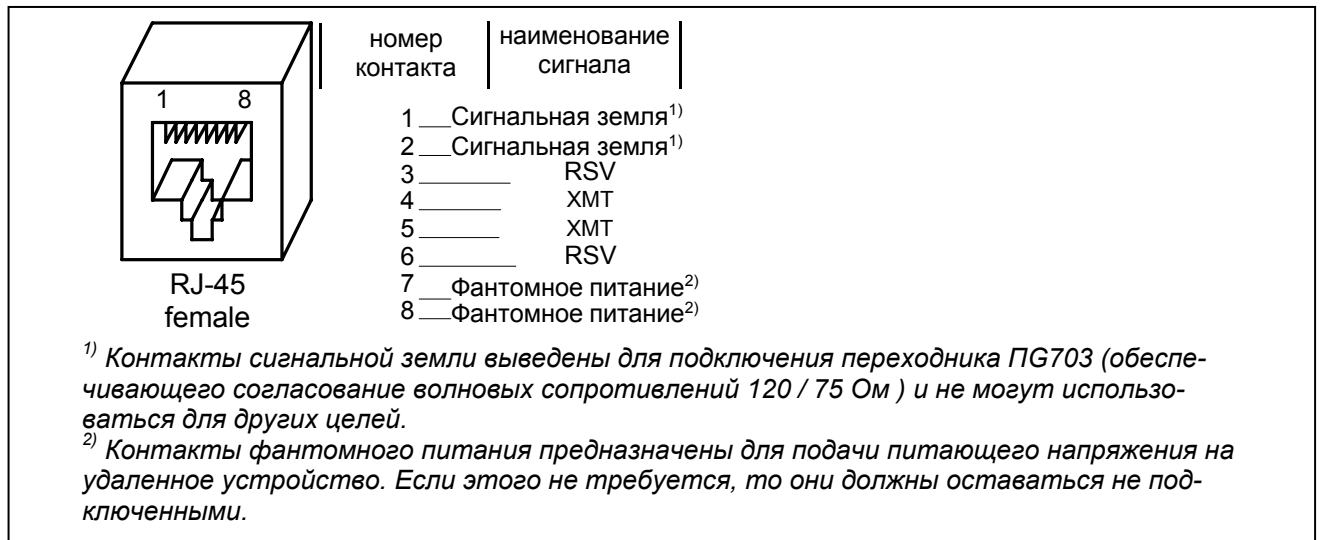 номер контакта наименование сигнала
1 8
1 Сигнальная земля1)
2 Сигнальная земля1)
3 RSV
4 XMT
5 XMT
6 RSV
7 Фантомное питание2)
8 Фантомное питание2)
RJ-45
female
1) Контакты сигнальной земли выведены для подключения переходника ПG703 (обеспе-
чивающего согласование волновых сопротивлений 120 / 75 Ом ) и не могут использо-
ваться для других целей.
2) Контакты фантомного питания предназначены для подачи питающего напряжения на
удаленное устройство. Если этого не требуется, то они должны оставаться не под-
ключенными.